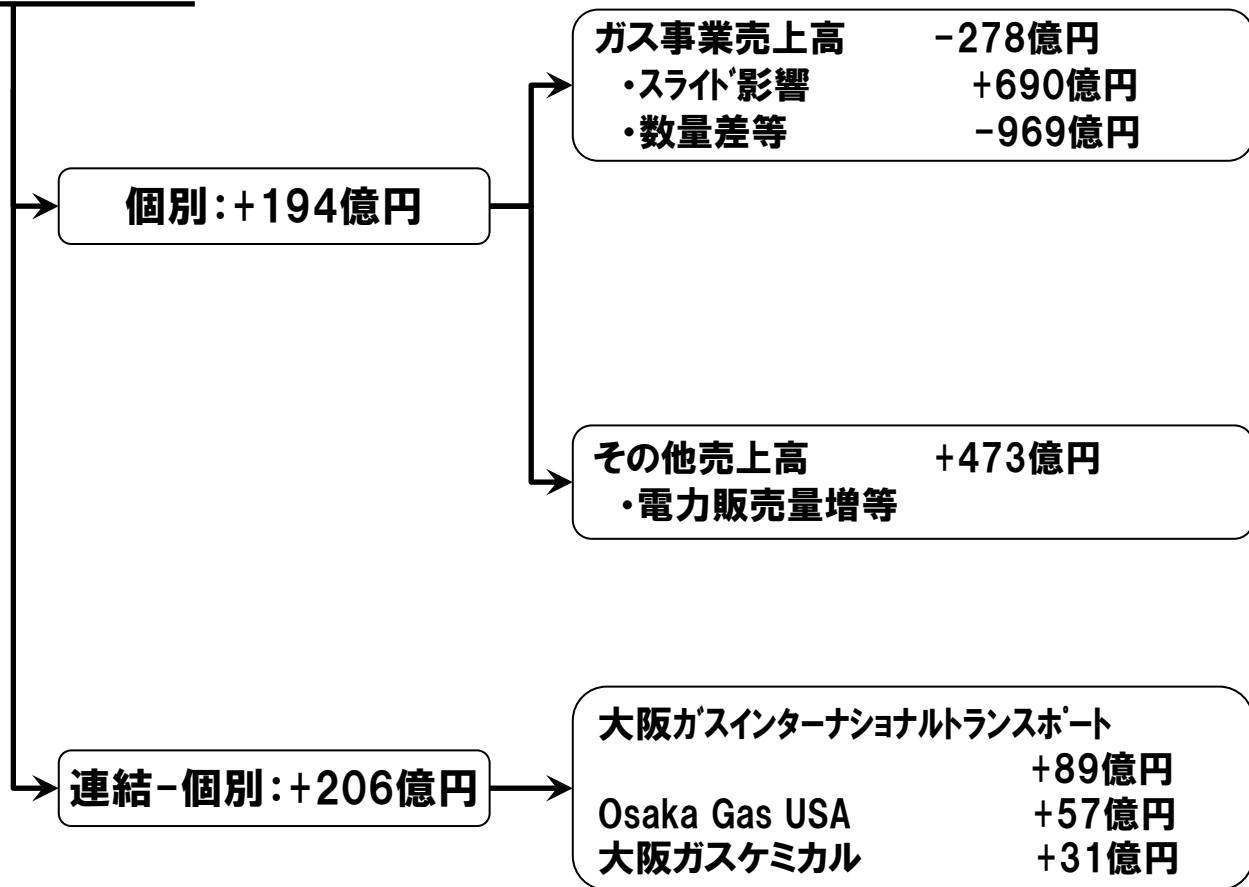 ガス事業売上高 -278億円
・スライド影響 +690億円
・数量差等 -969億円
個別:+194億円
その他売上高 +473億円
・電力販売量増等
大阪ガスインターナショナルトランスポート
+89億円
連結-個別:+206億円
Osaka Gas USA +57億円
大阪ガスケミカル +31億円